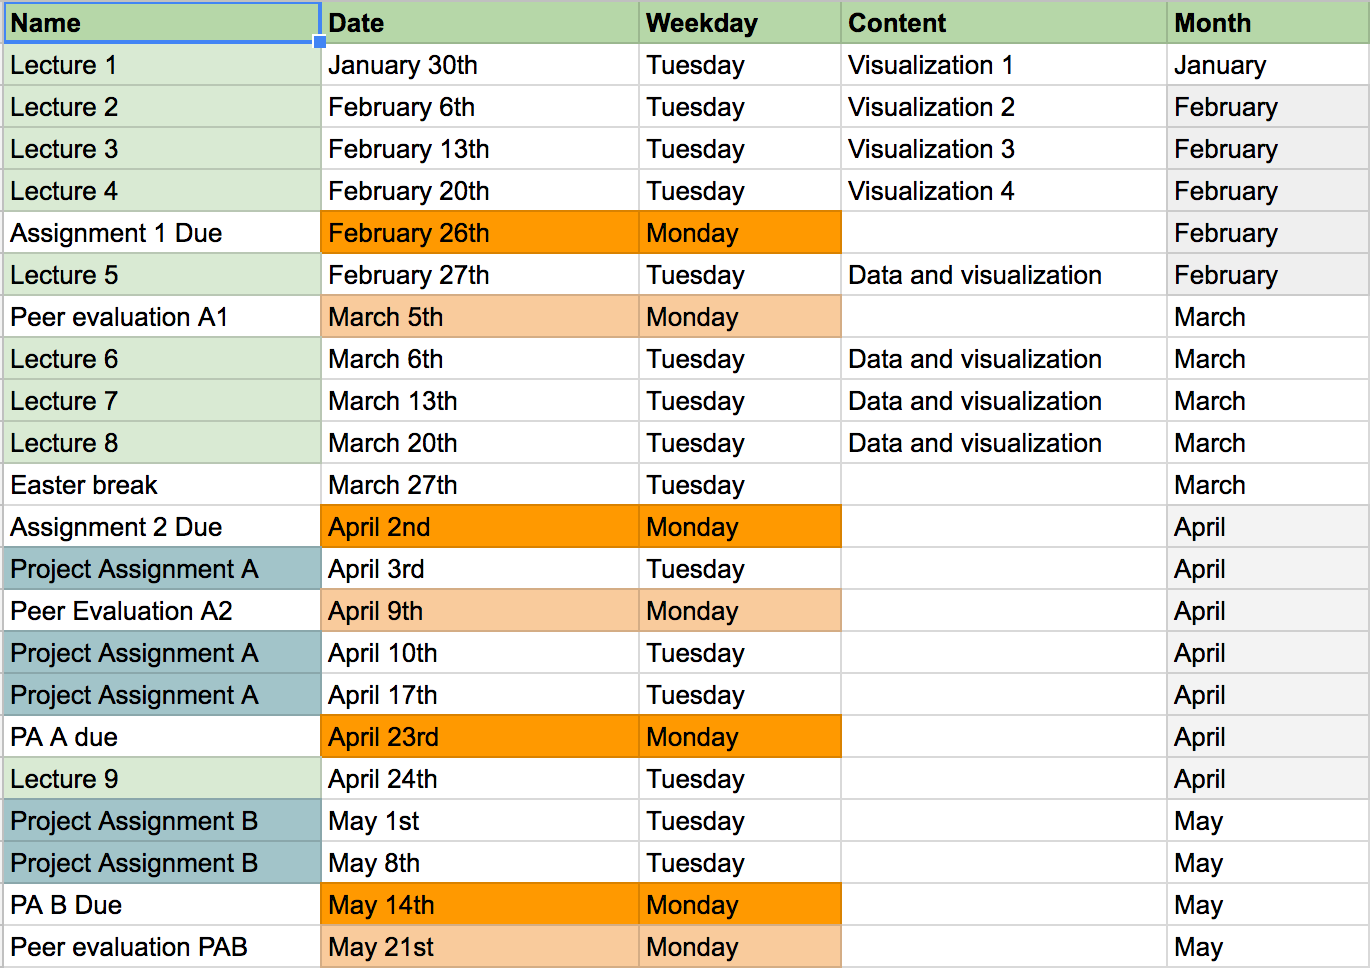 Name Date Weekday Content Month
Lecture 1 January 30th Tuesday Visualization 1 January
Lecture 2 February 6th Tuesday Visualization 2 February
Lecture 3 February 13th Tuesday Visualization 3 February
Lecture 4 February 20th Tuesday Visualization 4 February
Assignment 1 Due February 26th Monday February
Lecture 5 February 27th Tuesday Data and visualization February
Peer evaluation A1 March 5th Monday March
Lecture 6 March 6th Tuesday Data and visualization March
Lecture 7 March 13th Tuesday Data and visualization March
Lecture 8 March 20th Tuesday Data and visualization March
Easter break March 27th Tuesday March
Assignment 2 Due April 2nd Monday April
Project Assignment A April 3rd Tuesday April
Peer Evaluation A2 April 9th Monday April
Project Assignment A April 10th Tuesday April
Project Assignment A April 17th Tuesday April
PA A due April 23rd Monday April
Lecture 9 April 24th Tuesday April
Project Assignment B May 1st Tuesday May
Project Assignment B May 8th Tuesday May
PA B Due May 14th Monday May
Peer evaluation PAB May 21st Monday May